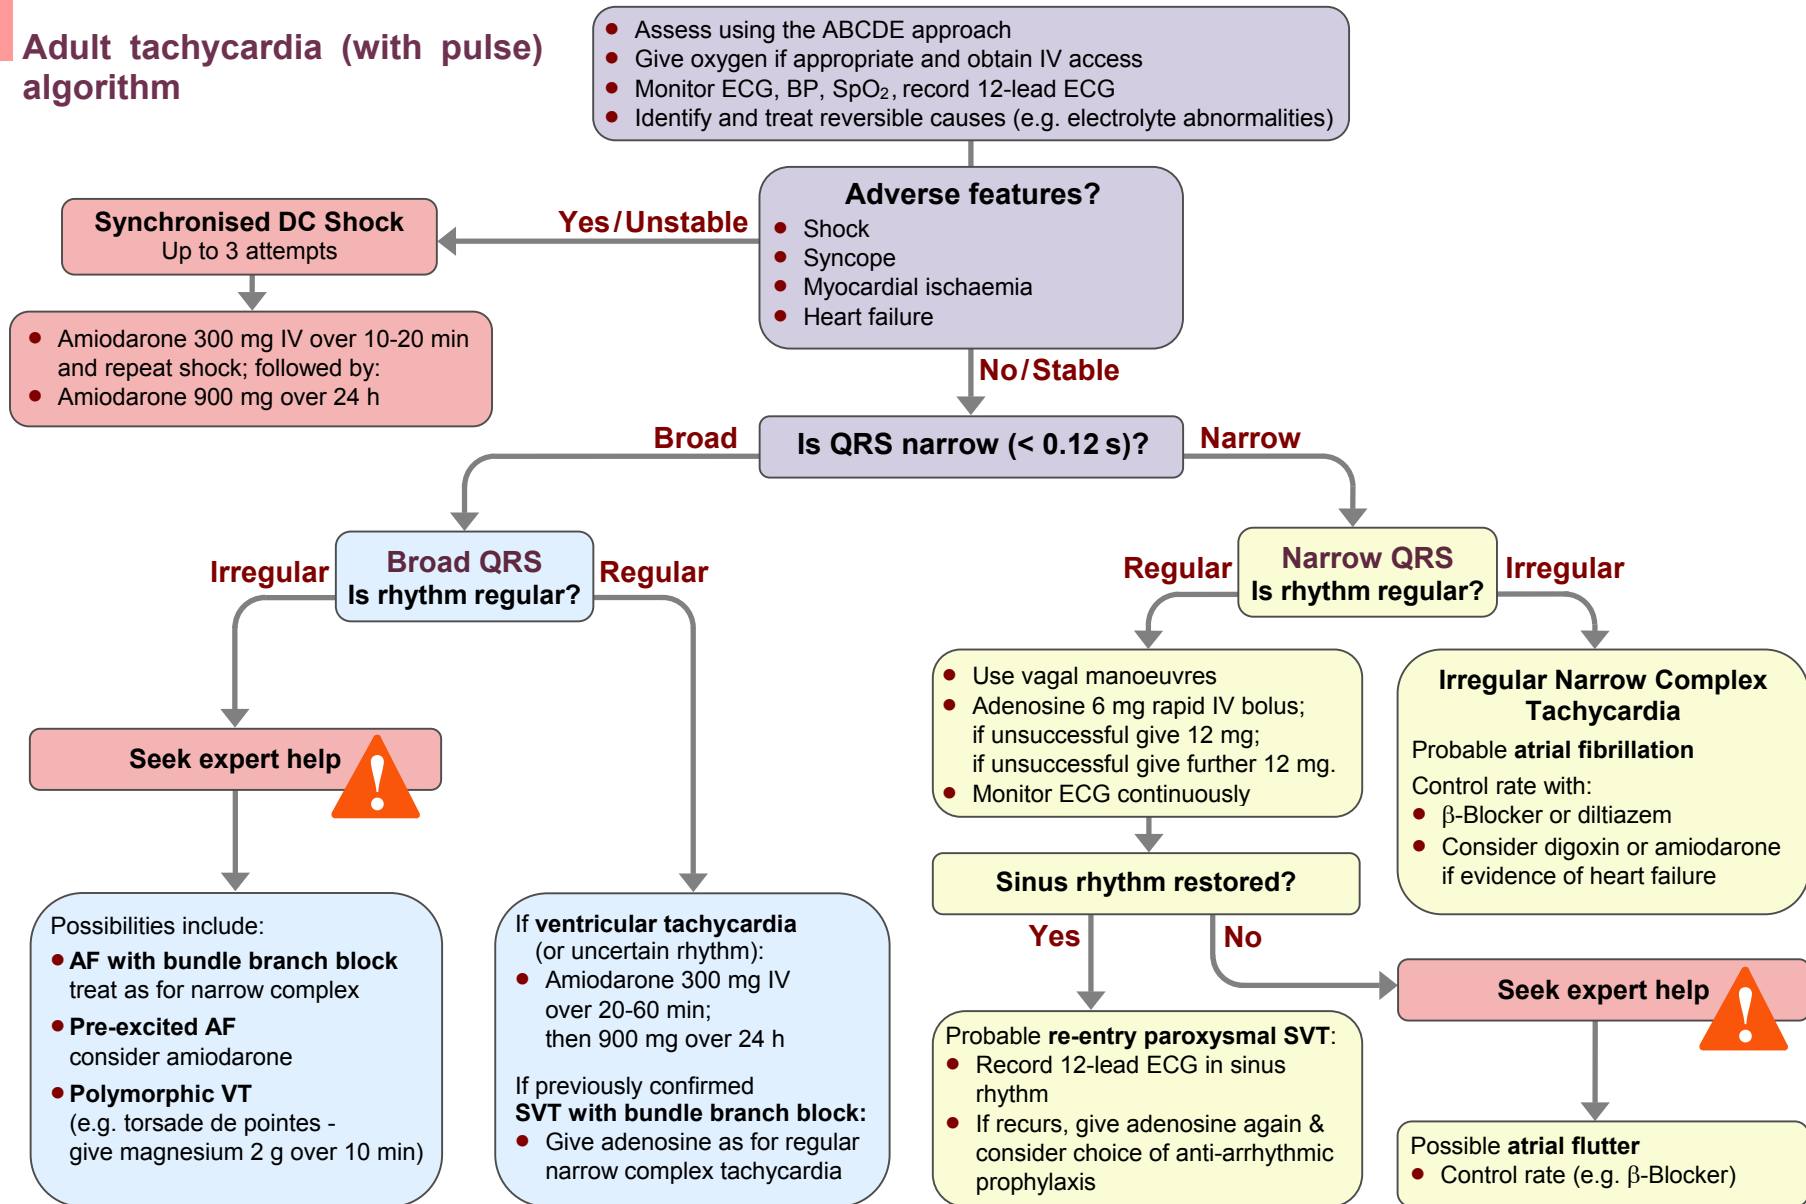 Adult tachycardia (with pulse)
algorithm
• Assess using the ABCDE approach
• Give oxygen if appropriate and obtain IV access
• Monitor ECG, BP, SpO₂, record 12-lead ECG
• Identify and treat reversible causes (e.g. electrolyte abnormalities)
Adverse features?
• Shock
• Syncope
• Myocardial ischaemia
• Heart failure
Yes/Unstable
Synchronised DC Shock
Up to 3 attempts
• Amiodarone 300 mg IV over 10-20 min
and repeat shock; followed by:
• Amiodarone 900 mg over 24 h
No/Stable
Is QRS narrow (< 0.12 s)?
Broad
Narrow
Broad QRS
Is rhythm regular?
Irregular
Regular
Seek expert help
!
Possibilities include:
• AF with bundle branch block
treat as for narrow complex
• Pre-excited AF
consider amiodarone
• Polymorphic VT
(e.g. torsade de pointes -
give magnesium 2 g over 10 min)
If ventricular tachycardia
(or uncertain rhythm):
• Amiodarone 300 mg IV
over 20-60 min;
then 900 mg over 24 h
If previously confirmed
SVT with bundle branch block:
• Give adenosine as for regular
narrow complex tachycardia
Narrow QRS
Is rhythm regular?
Regular
Irregular
• Use vagal manoeuvres
• Adenosine 6 mg rapid IV bolus;
if unsuccessful give 12 mg;
if unsuccessful give further 12 mg.
• Monitor ECG continuously
Sinus rhythm restored?
Yes
No
Probable re-entry paroxysmal SVT:
• Record 12-lead ECG in sinus
rhythm
• If recurs, give adenosine again &
consider choice of anti-arrhythmic
prophylaxis
Irregular Narrow Complex
Tachycardia
Probable atrial fibrillation
Control rate with:
• β-Blocker or diltiazem
• Consider digoxin or amiodarone
if evidence of heart failure
Seek expert help
!
Possible atrial flutter
• Control rate (e.g. β-Blocker)